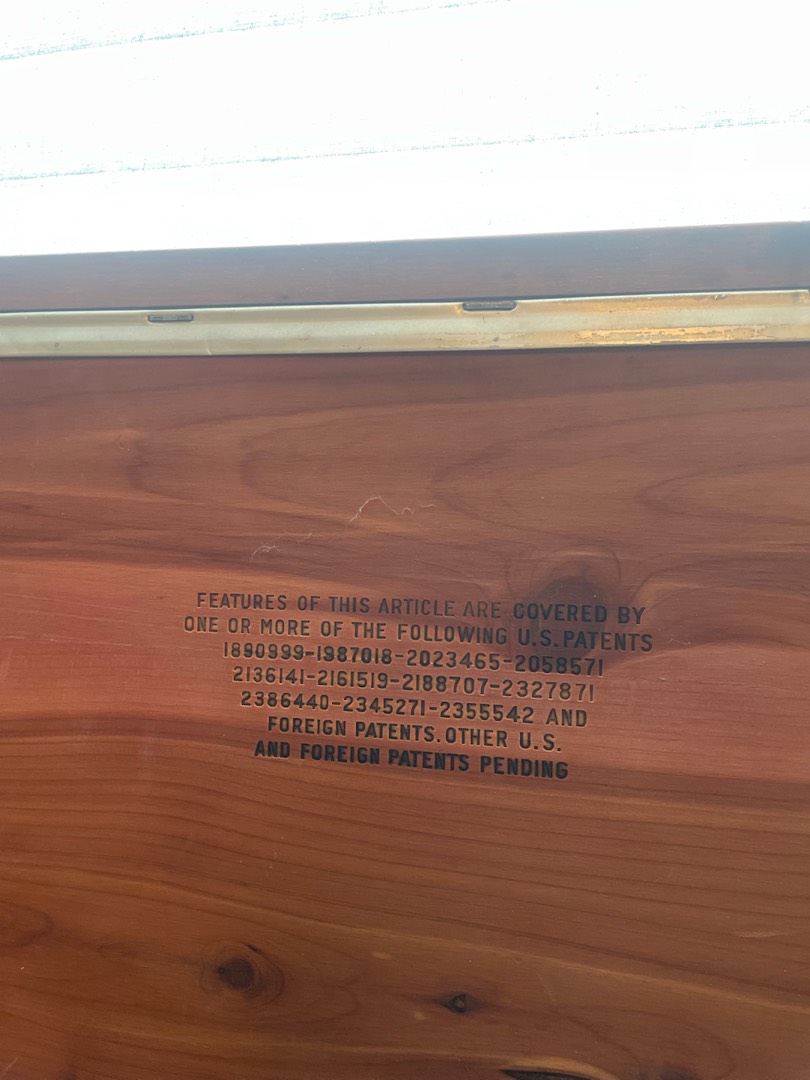 FEATURES OF THIS ARTICLE ARE COVERED BY
ONE OR MORE OF THE FOLLOWING U.S. PATENTS
1890999-1987018-2023465-2058571
2136141-2161519-2188707-2327871
2386440-2345271-2355542 AND
FOREIGN PATENTS. OTHER U.S.
AND FOREIGN PATENTS PENDING